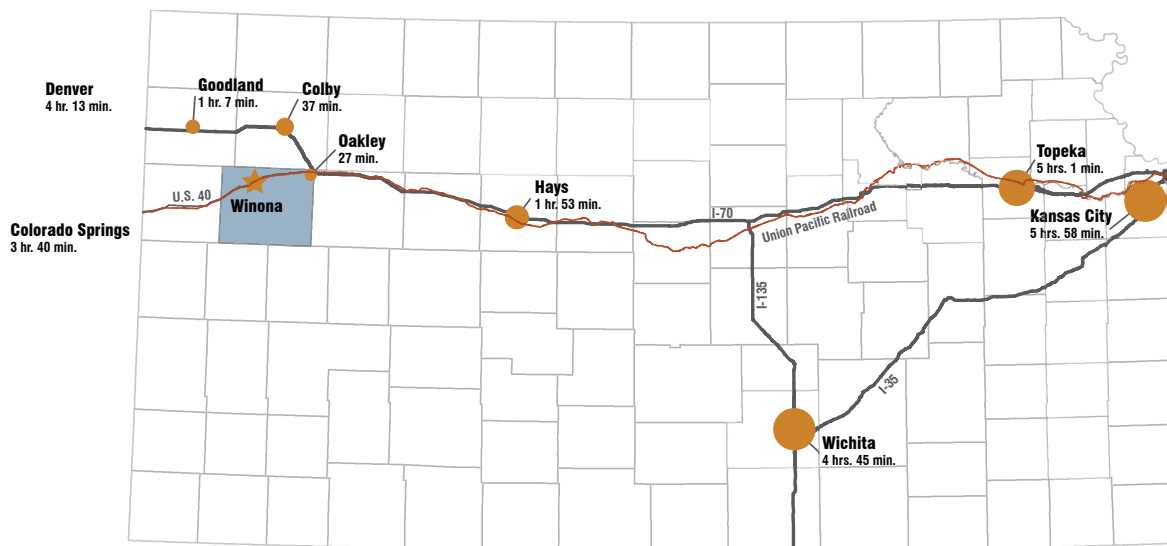 Denver
4 hr. 13 min.
Goodland
1 hr. 7 min.
Colby
37 min.
Oakley
27 min.
U.S. 40
Winona
Colorado Springs
3 hr. 40 min.
Hays
1 hr. 53 min.
I-70
Union Pacific Railroad
Topeka
5 hrs. 1 min.
Kansas City
5 hrs. 58 min.
I-135
I-35
Wichita
4 hrs. 45 min.